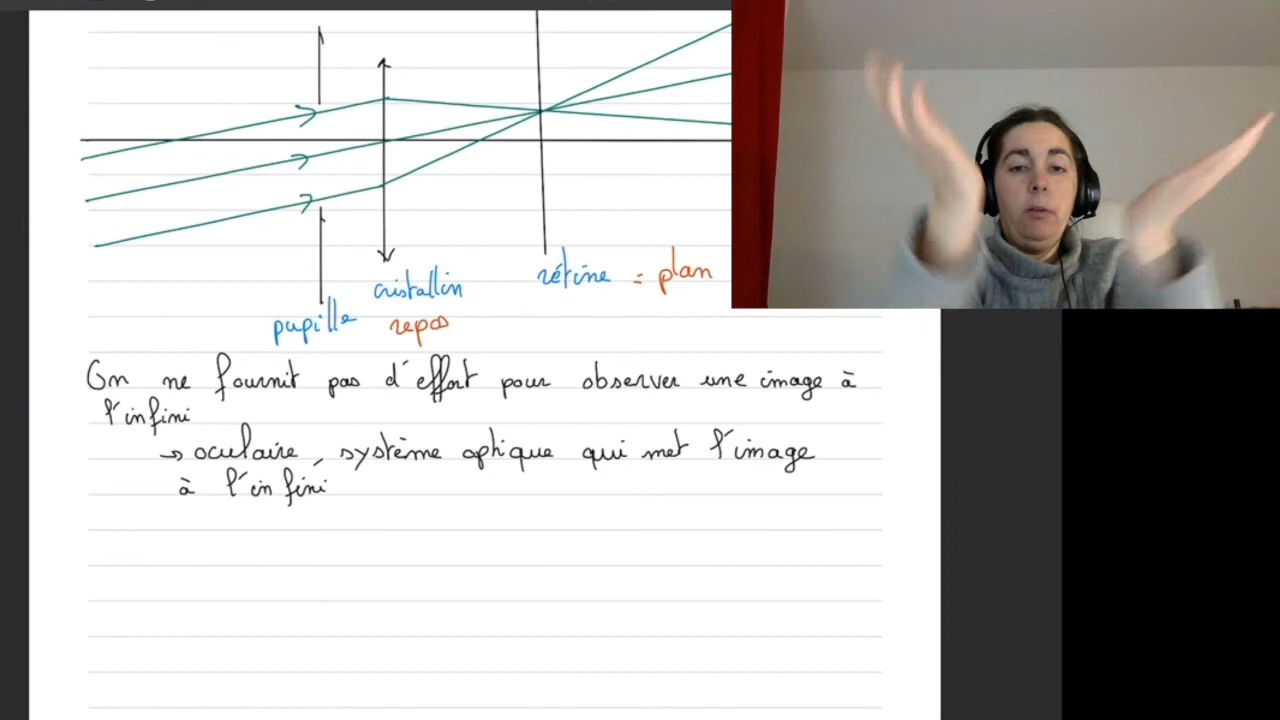 rétine = plan
cristallin
pupille repos
On ne fournit pas d'effort pour observer une image à
l'infini
→ oculaire, système optique qui met l'image
à l'infini